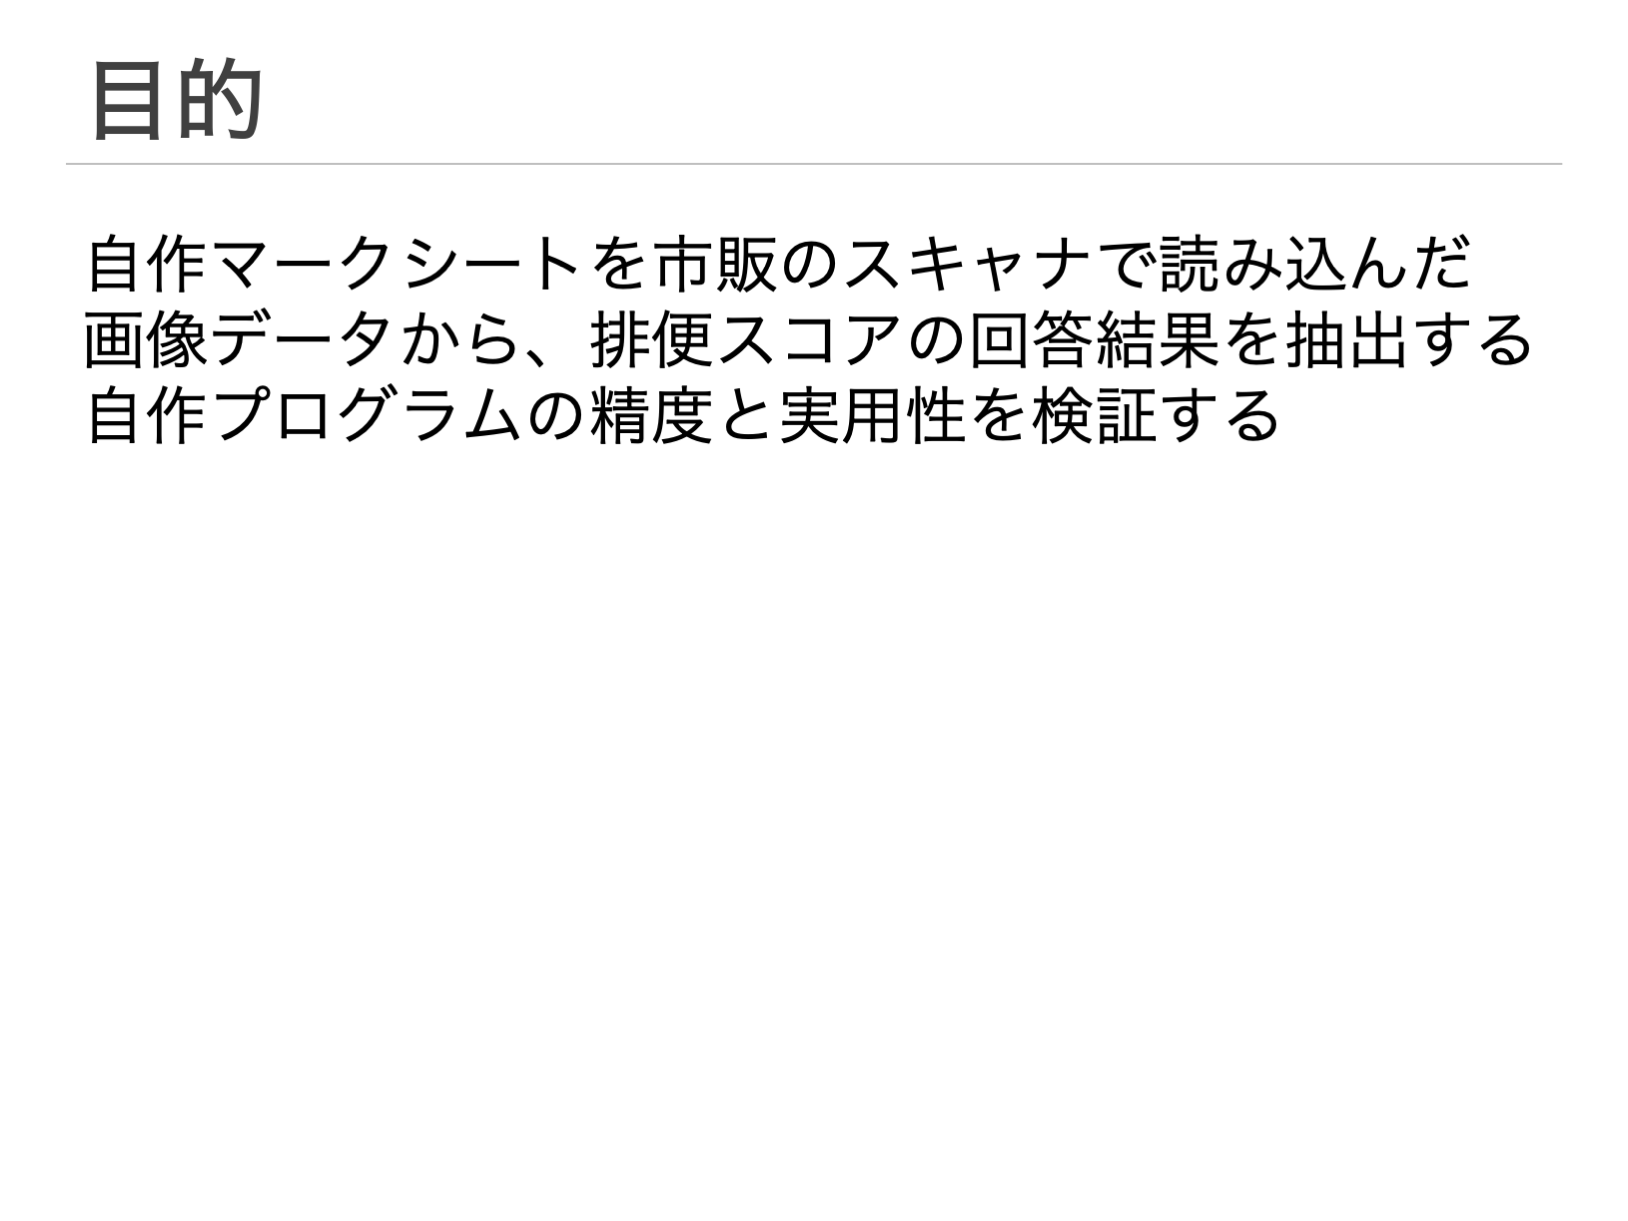 目的
自作マークシートを市販のスキャナで読み込んだ
画像データから、排便スコアの回答結果を抽出する
自作プログラムの精度と実用性を検証する